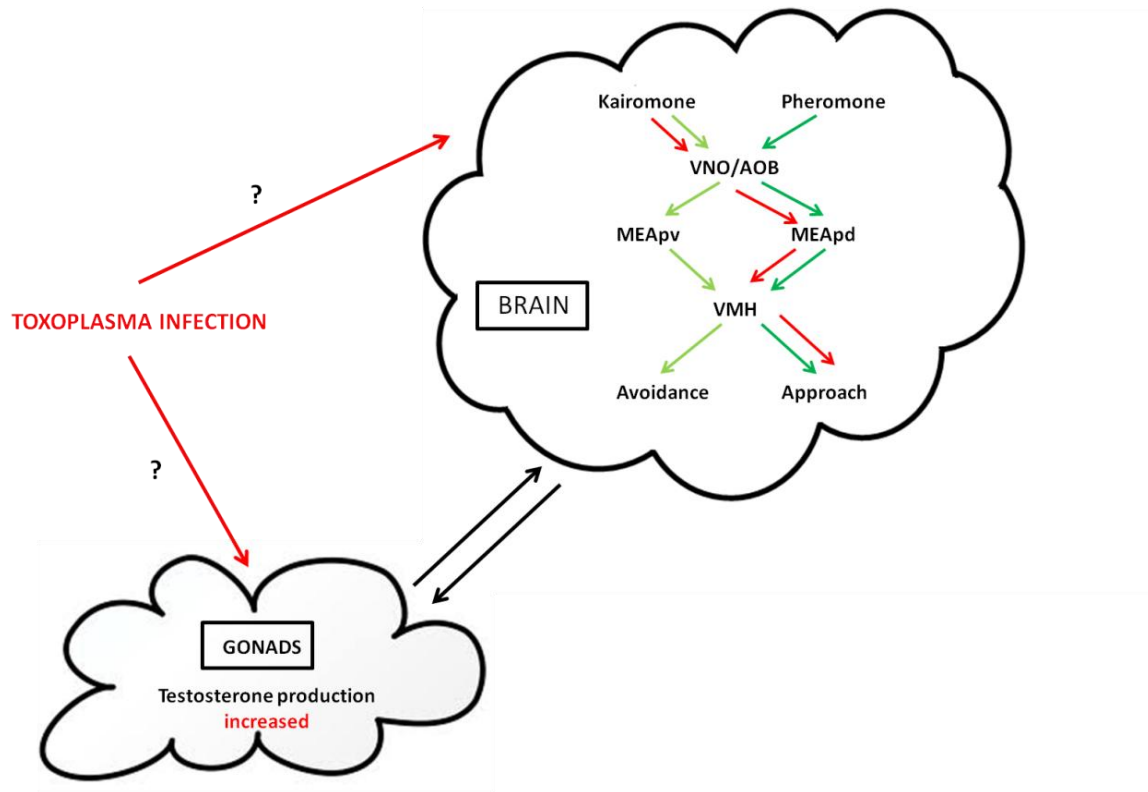 Kairomone
Pheromone
?
VNO/AOB
MEApv
MEApd
BRAIN
VMH
TOXOPLASMA INFECTION
Avoidance
Approach
?
GONADS
Testosterone production
increased